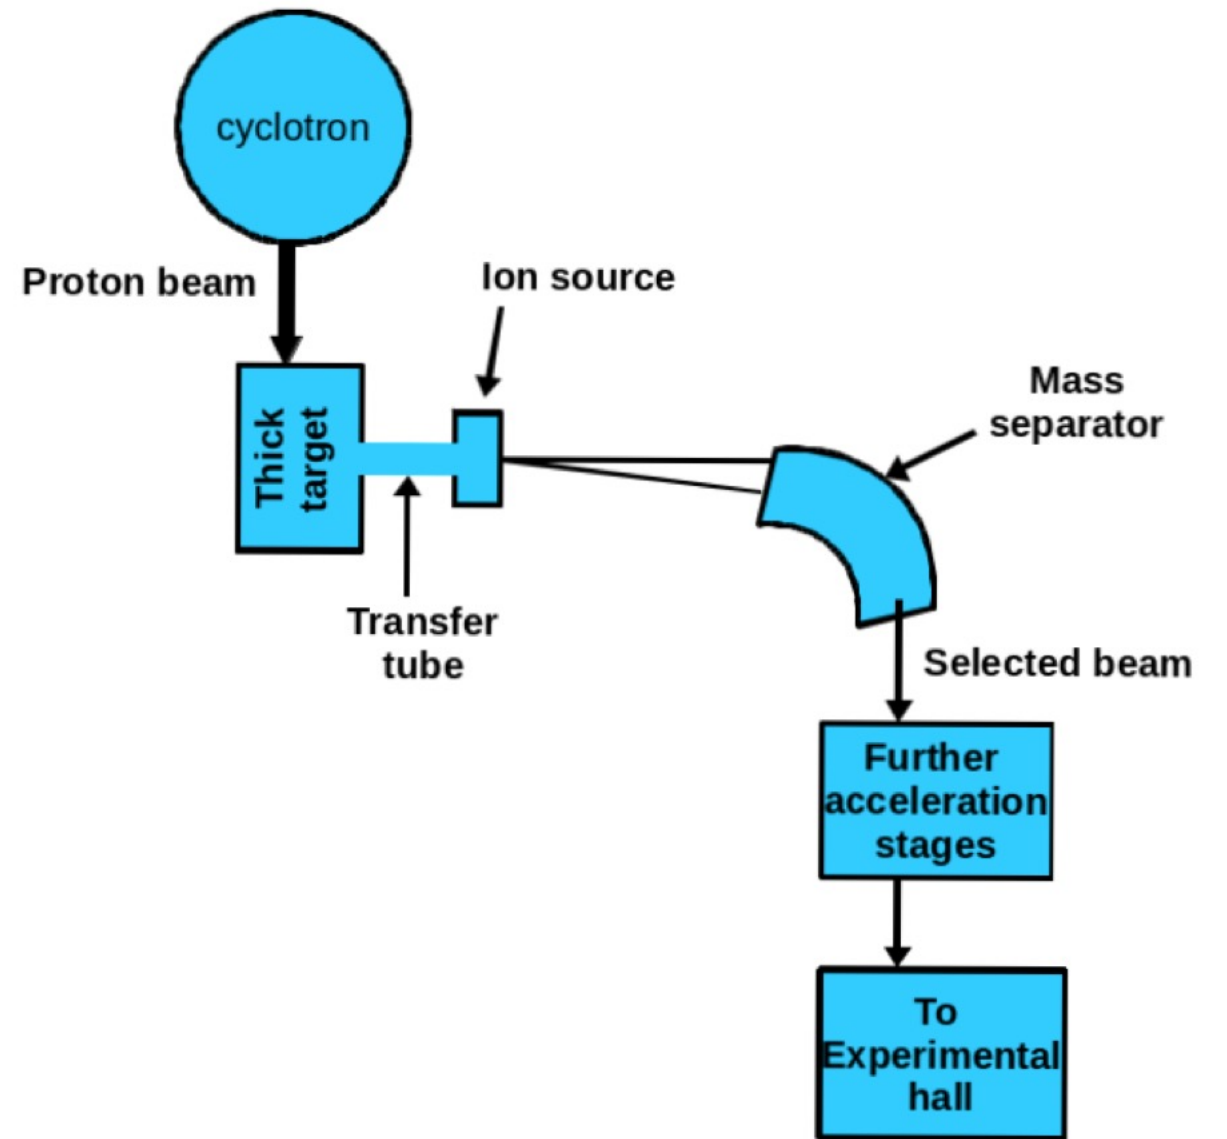 cyclotron
Proton beam
Ion source
Thick
target
Mass
separator
Transfer
tube
Selected beam
Further
acceleration
stages
To
Experimental
hall